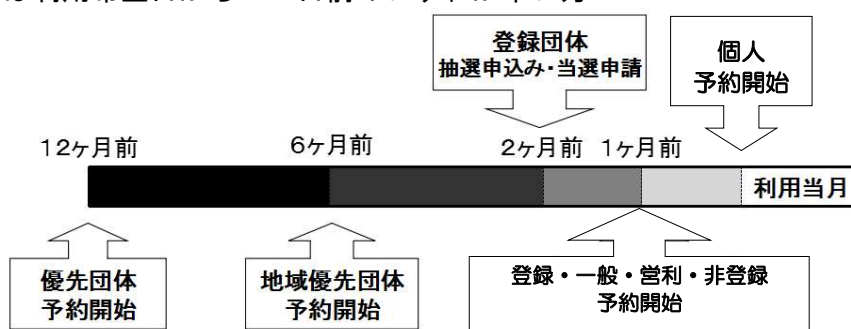 登録団体
抽選申込み・当選申請
個人
予約開始
12ヶ月前
6ヶ月前
2ヶ月前
1ヶ月前
利用当月
優先団体
予約開始
地域優先団体
予約開始
登録・一般・営利・非登録
予約開始